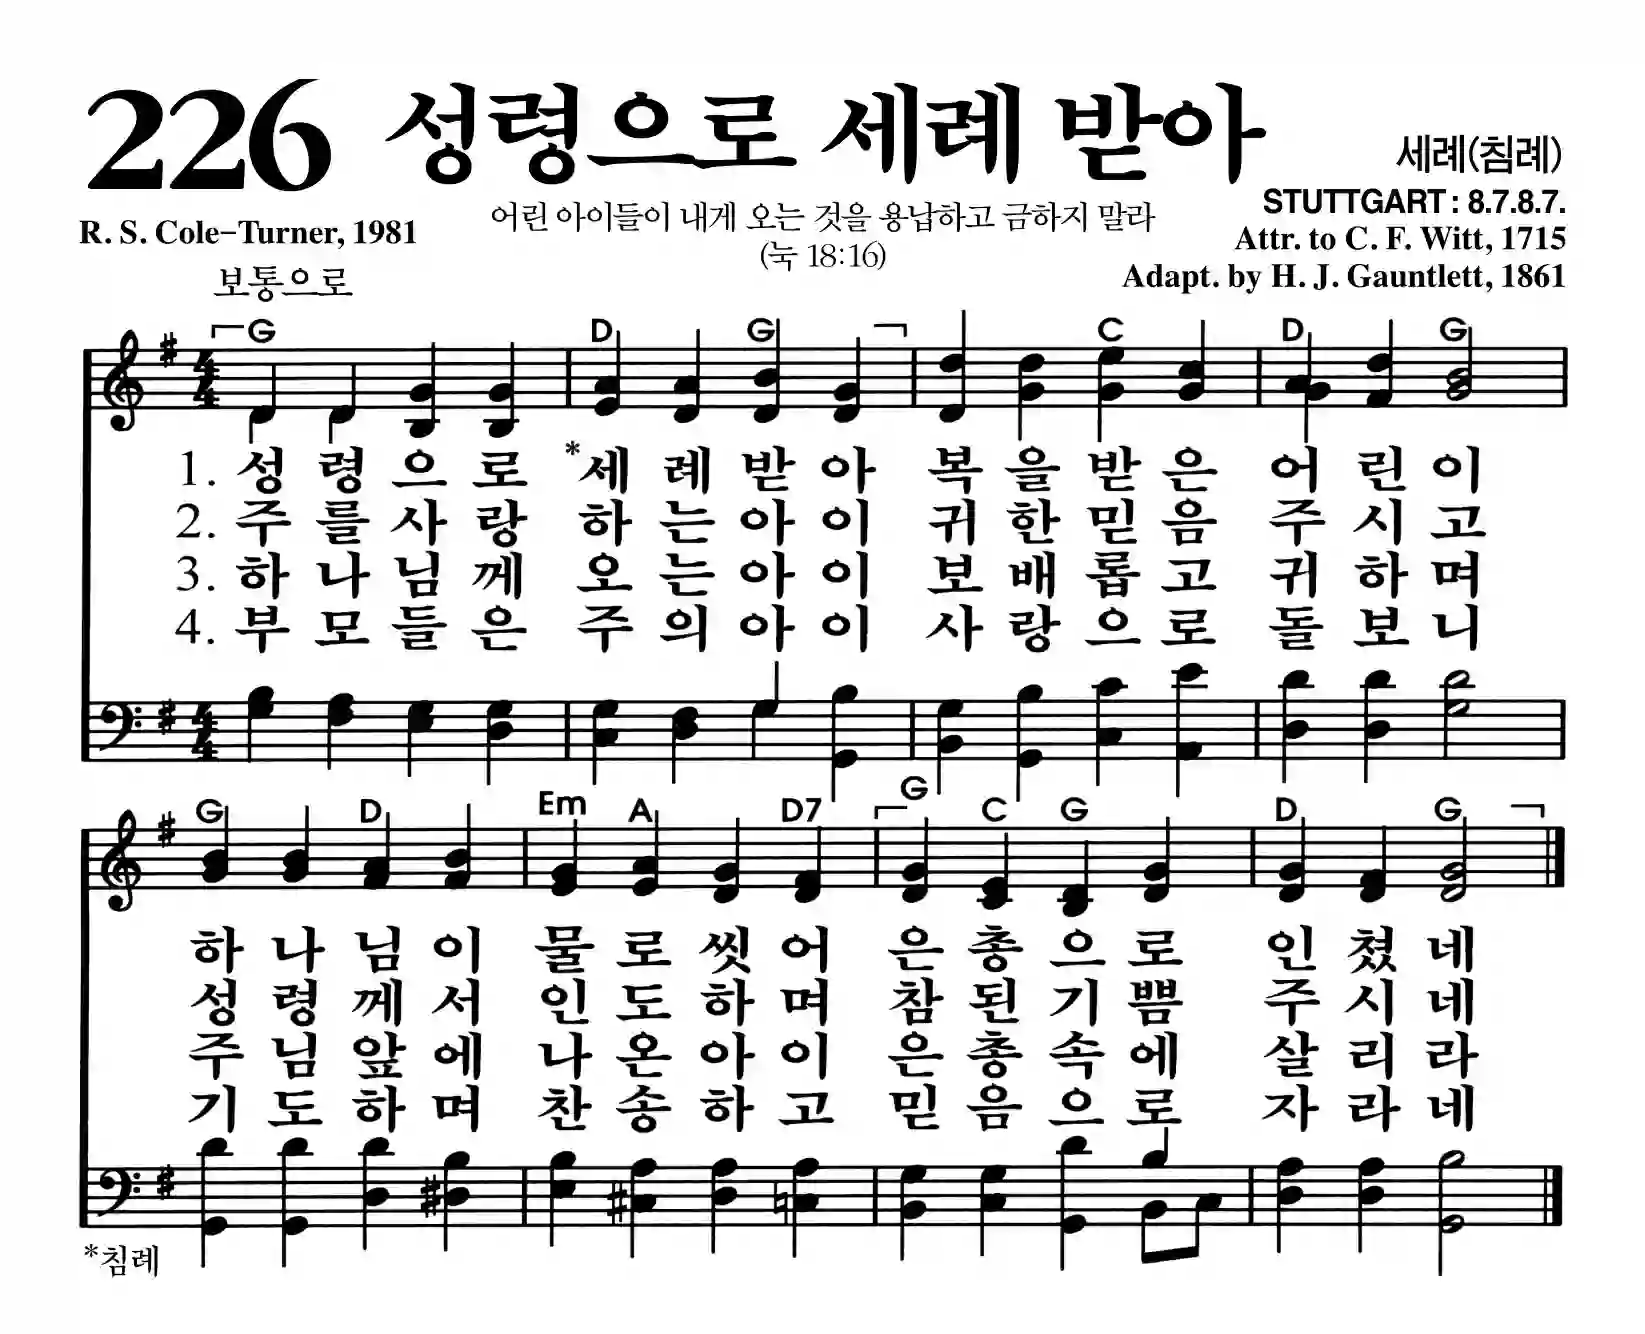 226 성령으로 세례 받아
세례(침례)
R. S. Cole-Turner, 1981
어린 아이들이 내게 오는 것을 용납하고 금하지 말라
(눅 18:16)
STUTTGART : 8.7.8.7.
Attr. to C. F. Witt, 1715
Adapt. by H. J. Gauntlett, 1861
보통으로
G D G C D G
1. 성령으로 *세례받아 복을받은 어린이
2. 주를사랑 하는아이 귀한믿음 주시고
3. 하나님께 오는아이 보배롭고 귀하며
4. 부모들은 주의아이 사랑으로 돌보니
G D Em A D7 G C G D G
하나님이 물로씻어 은총으로 인쳤네
성령께서 인도하며 참된기쁨 주시네
주님앞에 나온아이 은총속에 살리라
기도하며 찬송하고 믿음으로 자라네
*침례